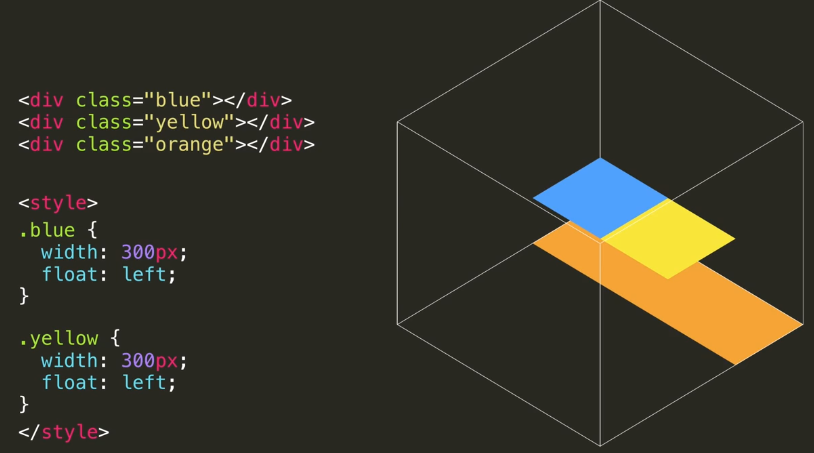 <div class="blue"></div>
<div class="yellow"></div>
<div class="orange"></div>
<style>
.blue {
  width: 300px;
  float: left;
}
.yellow {
  width: 300px;
  float: left;
}
</style>